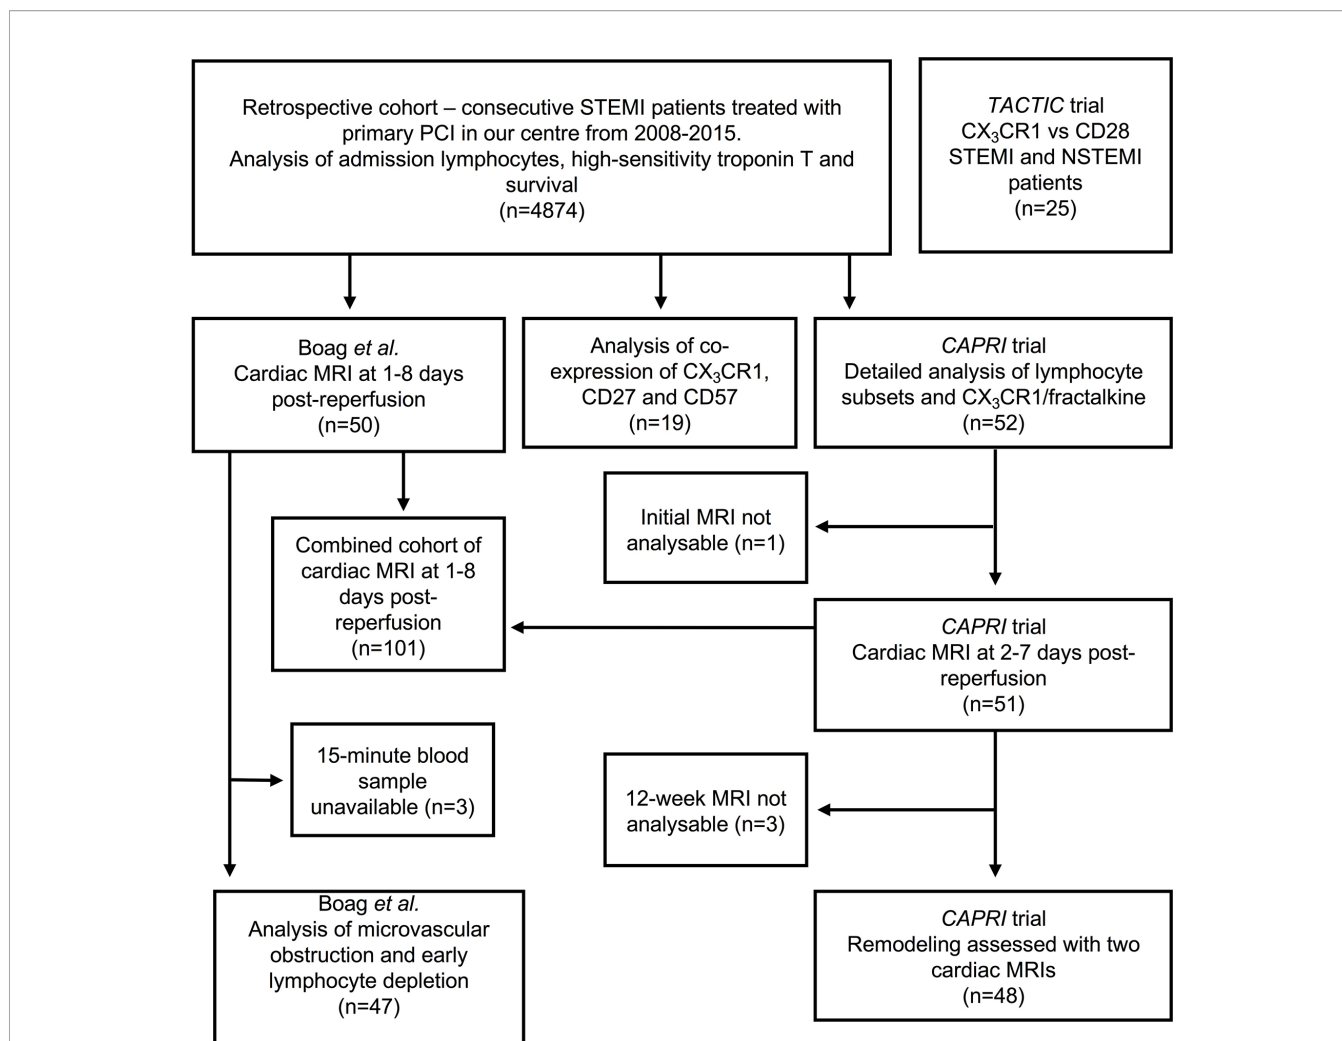 Retrospective cohort – consecutive STEMI patients treated with
primary PCI in our centre from 2008-2015.
Analysis of admission lymphocytes, high-sensitivity troponin T and
survival
(n=4874)
TACTIC trial
CX₃CR1 vs CD28
STEMI and NSTEMI
patients
(n=25)
Boag et al.
Cardiac MRI at 1-8 days
post-reperfusion
(n=50)
Analysis of co-
expression of CX₃CR1,
CD27 and CD57
(n=19)
CAPRI trial
Detailed analysis of lymphocyte
subsets and CX₃CR1/fractalkine
(n=52)
Initial MRI not
analysable (n=1)
Combined cohort of
cardiac MRI at 1-8
days post-
reperfusion
(n=101)
CAPRI trial
Cardiac MRI at 2-7 days post-
reperfusion
(n=51)
15-minute blood
sample
unavailable (n=3)
12-week MRI not
analysable (n=3)
Boag et al.
Analysis of microvascular
obstruction and early
lymphocyte depletion
(n=47)
CAPRI trial
Remodeling assessed with two
cardiac MRIs
(n=48)